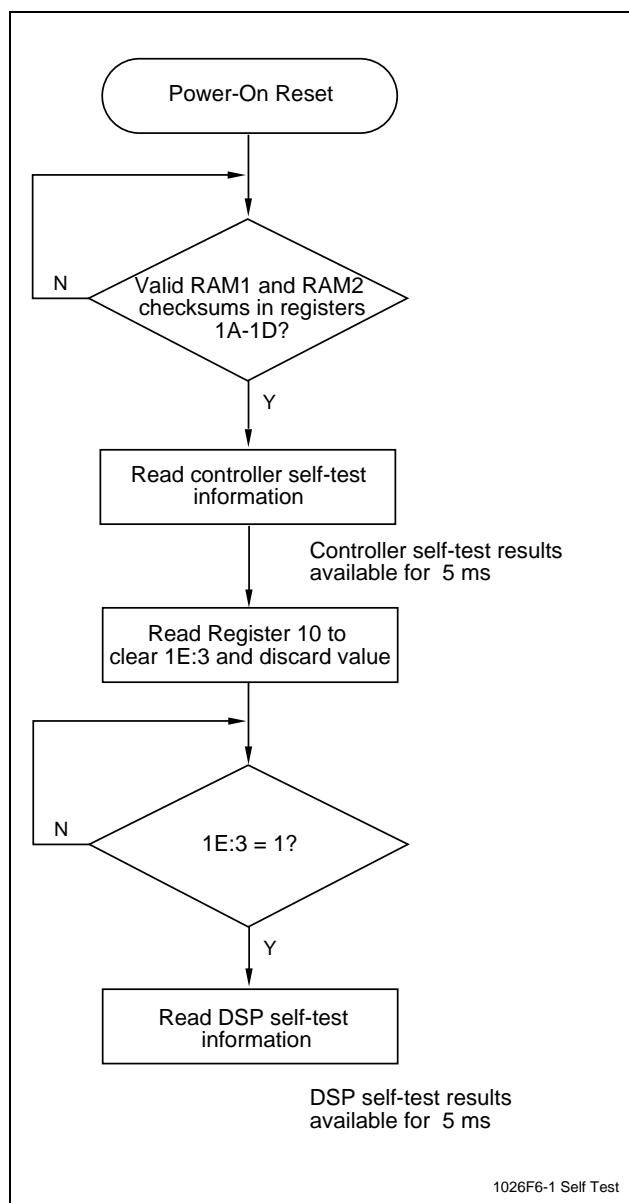 Power-On Reset
N
Valid RAM1 and RAM2
checksums in registers
1A-1D?
Y
Read controller self-test
information
Controller self-test results
available for 5 ms
Read Register 10 to
clear 1E:3 and discard value
N
1E:3 = 1?
Y
Read DSP self-test
information
DSP self-test results
available for 5 ms
1026F6-1 Self Test